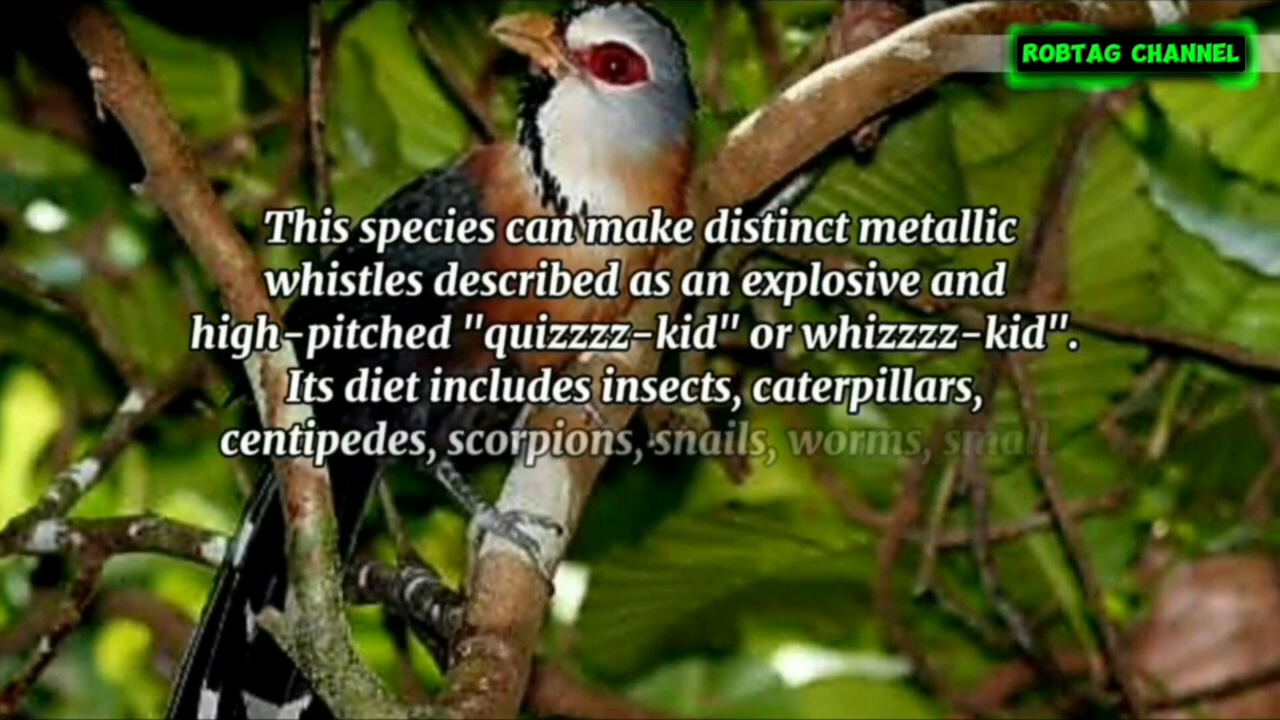 ROBTAG CHANNEL
This species can make distinct metallic
whistles described as an explosive and
high-pitched "quizzzz-kid" or whizzzz-kid".
Its diet includes insects, caterpillars,
centipedes, scorpions, snails, worms, small